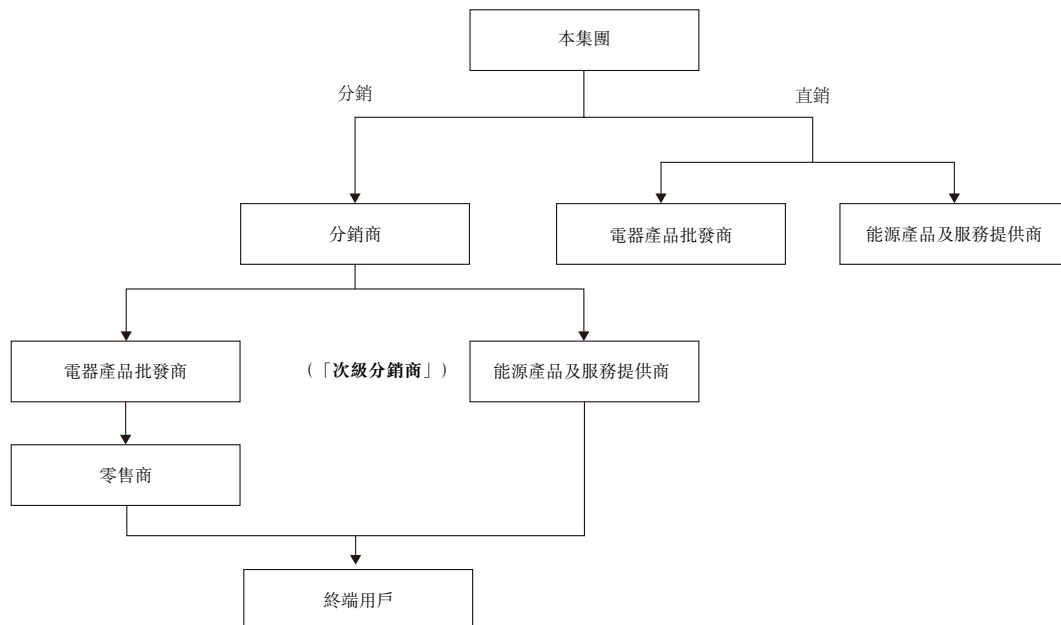 本集團
分銷
直銷
分銷商
電器產品批發商
能源產品及服務提供商
電器產品批發商
（「次級分銷商」）
能源產品及服務提供商
零售商
終端用戶